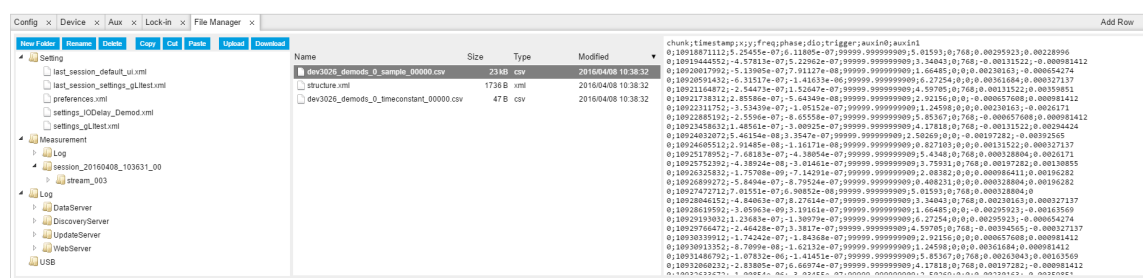 Config × Device × Aux × Lock-in × File Manager × Add Row
New Folder Rename Delete Copy Cut Paste Upload Download
Setting
last_session_default_ui.xml
last_session_settings_gLltest.xml
preferences.xml
settings_IODelay_Demod.xml
settings_gLltest.xml
Measurement
Log
session_20160408_103631_00
stream_003
Log
DataServer
DiscoveryServer
UpdateServer
WebServer
USB
Name Size Type Modified
dev3026_demods_0_sample_00000.csv 23 kB csv 2016/04/08 10:38:32
structure.xml 1736 B xml 2016/04/08 10:38:32
dev3026_demods_0_timeconstant_00000.csv 47 B csv 2016/04/08 10:38:32
chunk;timestamp;x;y;freq;phase;dio;trigger;auxin0;auxin1
0;10918871112;5.25455e-07;6.11805e-07;99999.999999909;5.01593;0;768;0.00295923;0.00228996
0;10919444552;-4.57813e-07;5.22962e-07;99999.999999909;3.34043;0;768;-0.00131522;-0.000981412
0;10920017992;-5.13905e-07;7.91127e-08;99999.999999909;1.66485;0;0;0.00230163;-0.00654274
0;10920591432;-6.31517e-07;-1.41633e-06;99999.999999909;6.27254;0;0;0.00361684;0.000327137
0;10921164872;-2.54473e-07;1.52647e-07;99999.999999909;4.59705;0;768;0.00131522;0.00359851
0;10921738312;2.85586e-07;-5.64349e-08;99999.999999909;2.92156;0;0;-0.000657608;0.000981412
0;10922311752;-3.53439e-07;-1.05152e-07;99999.999999909;1.24598;0;0;0.00230163;-0.0026171
0;10922885192;-2.5596e-07;-8.65558e-07;99999.999999909;5.85367;0;768;-0.000657608;0.000981412
0;10923458632;1.48561e-07;-3.00925e-07;99999.999999909;4.17818;0;768;-0.00131522;0.00294424
0;10924032072;5.46154e-08;3.3547e-07;99999.999999909;2.50269;0;0;-0.00197282;-0.00392565
0;10924605512;2.91485e-08;-1.16171e-08;99999.999999909;0.827103;0;0;0.00131522;0.000327137
0;10925178952;-7.68183e-07;-4.38054e-07;99999.999999909;5.4348;0;768;0.000328804;0.0026171
0;10925752392;-4.38924e-08;-3.01461e-07;99999.999999909;3.75931;0;768;0.00197282;0.00130855
0;10926325832;-1.75708e-09;-7.14291e-07;99999.999999909;2.08382;0;0;0.000986411;0.00196282
0;10926899272;-5.8494e-07;-8.79524e-07;99999.999999909;0.408231;0;0;0.000328804;0.00196282
0;10927472712;7.01551e-07;6.90852e-08;99999.999999909;5.01593;0;768;0.000328804;0
0;10928046152;-4.84063e-07;8.27614e-07;99999.999999909;3.34043;0;768;0.00230163;0.000327137
0;10928619592;-3.05963e-09;3.19161e-07;99999.999999909;1.66485;0;0;-0.00295923;-0.00163569
0;10929193032;1.23683e-07;-1.30979e-07;99999.999999909;6.27254;0;0;0.00295923;-0.000654274
0;10929766472;-2.46428e-07;3.3817e-07;99999.999999909;4.59705;0;768;-0.00394565;-0.000327137
0;10930339912;-1.74242e-07;-1.84368e-07;99999.999999909;2.92156;0;0;0.000657608;0.000981412
0;10930913352;-8.7099e-08;-1.62132e-07;99999.999999909;1.24598;0;0;0.00361684;0.000981412
0;10931486792;-1.07832e-06;-1.41451e-07;99999.999999909;5.85367;0;768;0.00263043;0.00163569
0;10932060232;-2.83805e-07;6.66974e-07;99999.999999909;4.17818;0;768;0.00197282;-0.000981412